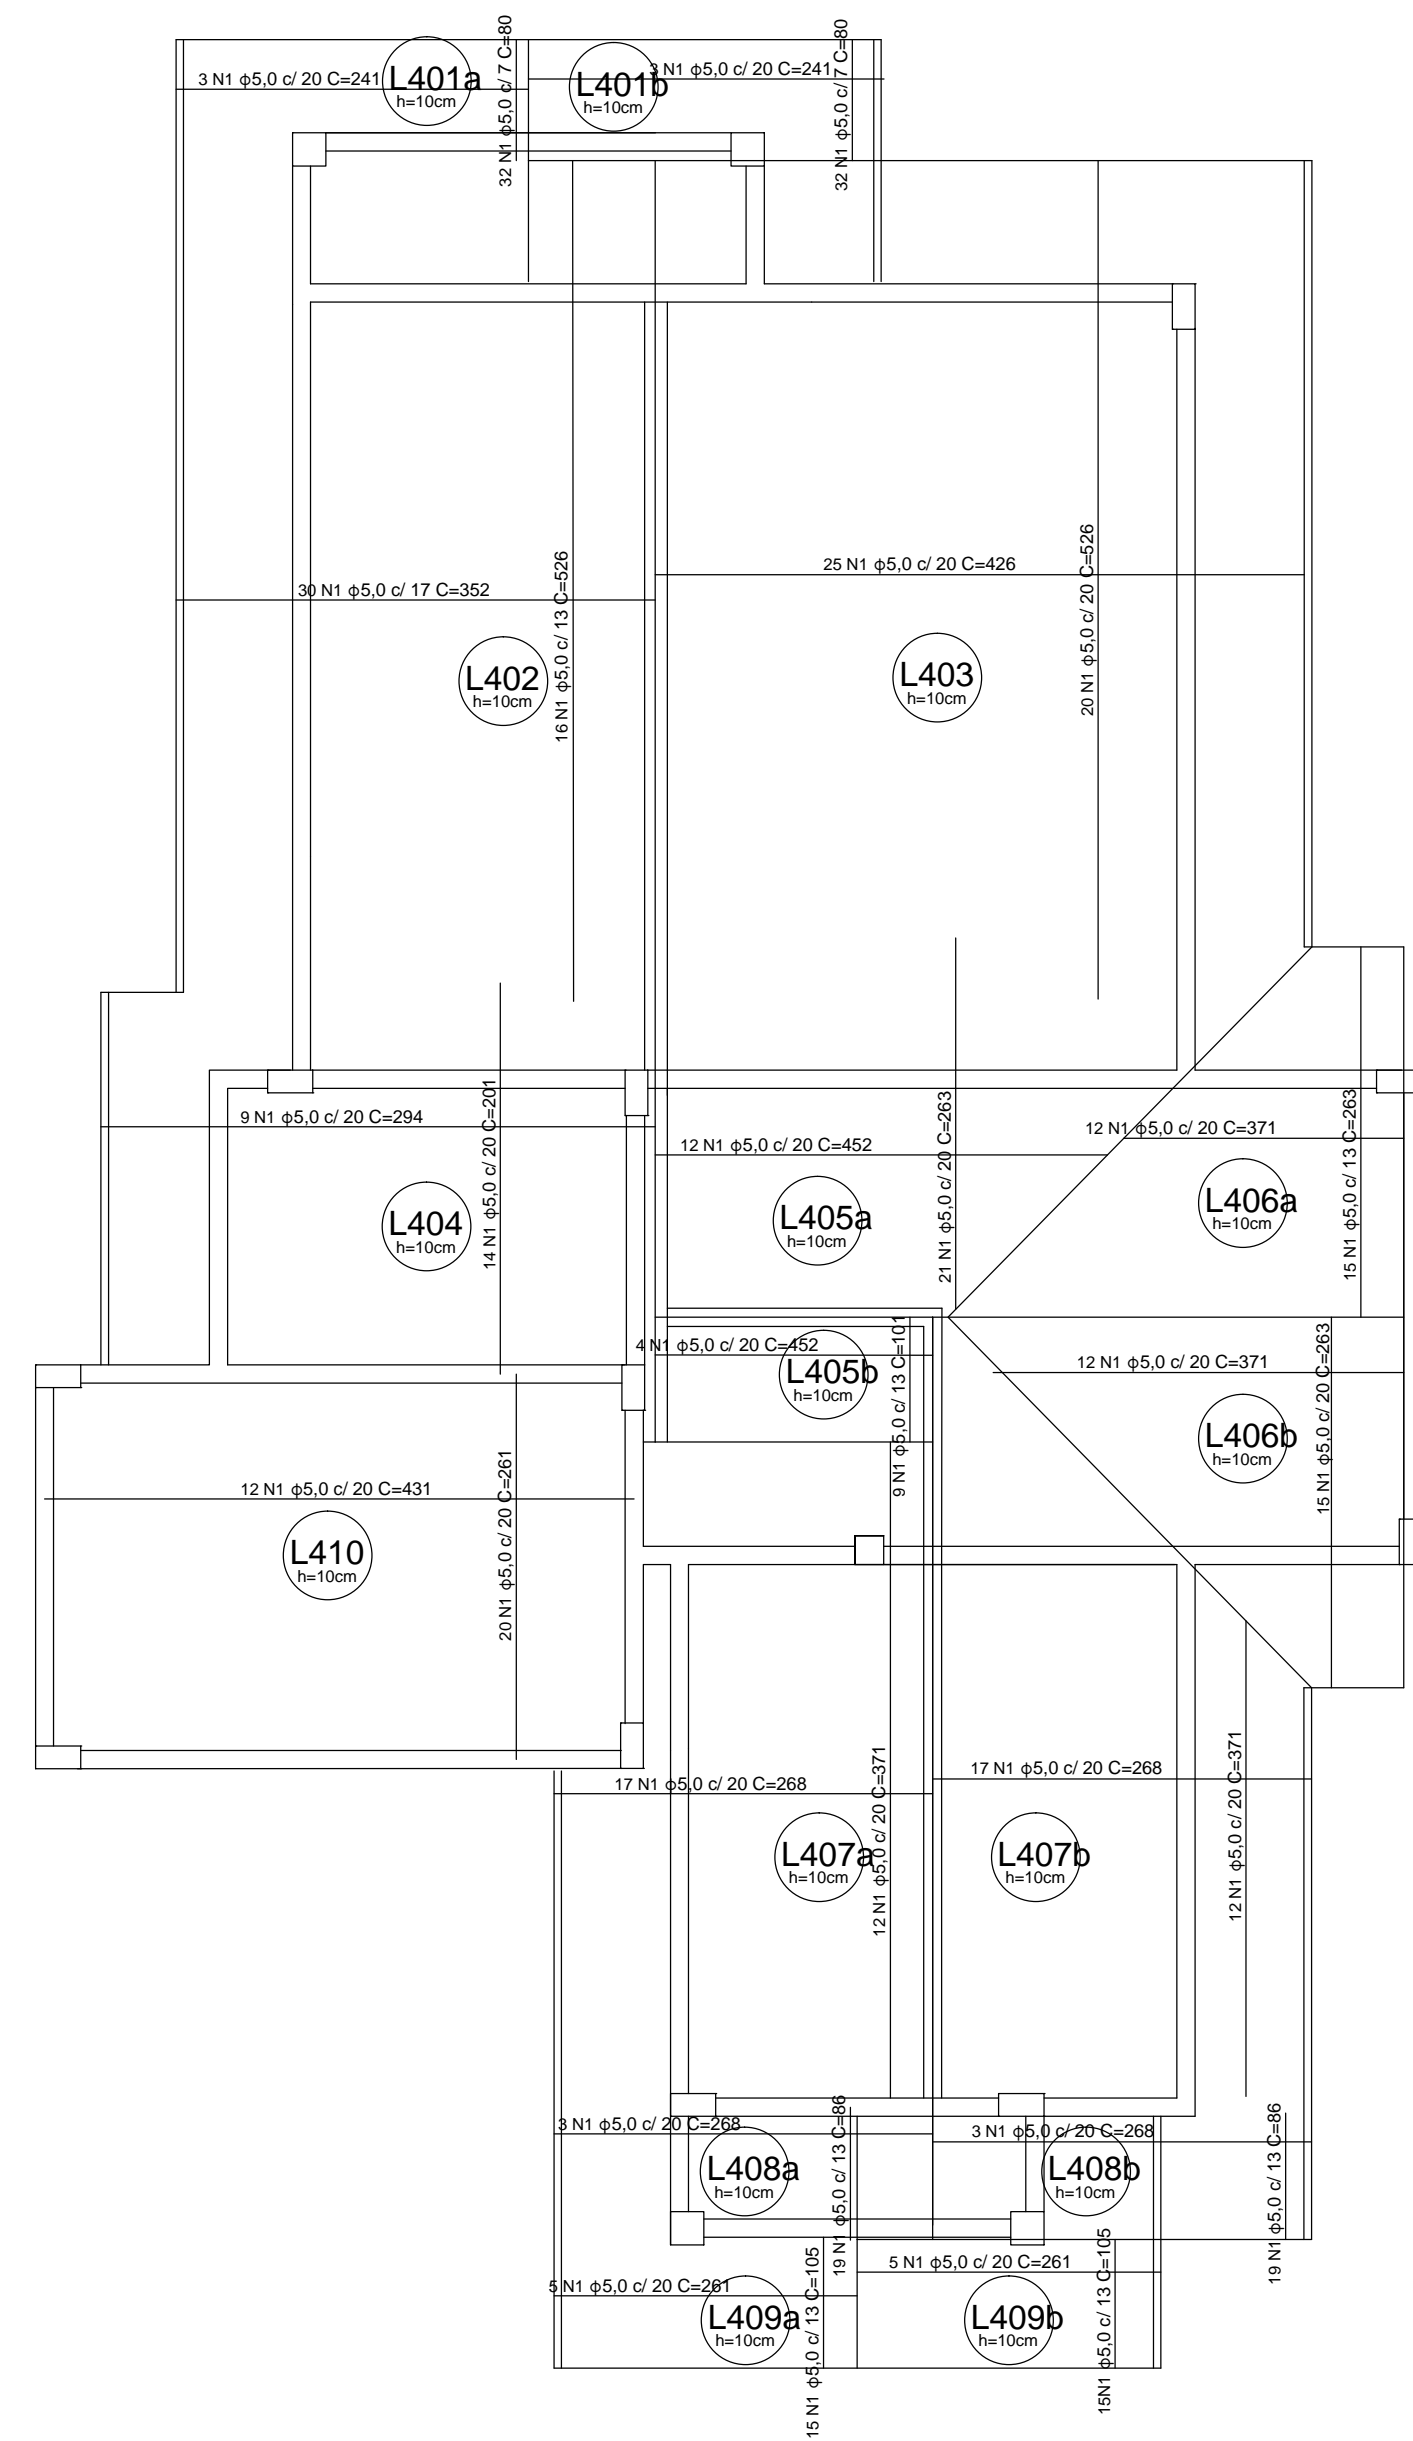 32 N1 ϕ5,0 c/ 7 C=80
32 N1 ϕ5,0 c/ 7 C=80
3 N1 ϕ5,0 c/ 20 C=241
L401a
h=10cm
L401b
h=10cm
3 N1 ϕ5,0 c/ 20 C=241
30 N1 ϕ5,0 c/ 17 C=352
16 N1 ϕ5,0 c/ 13 C=526
25 N1 ϕ5,0 c/ 20 C=426
20 N1 ϕ5,0 c/ 20 C=526
L402
h=10cm
L403
h=10cm
9 N1 ϕ5,0 c/ 20 C=294
14 N1 ϕ5,0 c/ 20 C=201
12 N1 ϕ5,0 c/ 20 C=452
21 N1 ϕ5,0 c/ 20 C=263
12 N1 ϕ5,0 c/ 20 C=371
15 N1 ϕ5,0 c/ 13 C=263
L404
h=10cm
L405a
h=10cm
L406a
h=10cm
4 N1 ϕ5,0 c/ 20 C=452
L405b
h=10cm
9 N1 ϕ5,0 c/ 13 C=101
12 N1 ϕ5,0 c/ 20 C=371
15 N1 ϕ5,0 c/ 20 C=263
L406b
h=10cm
12 N1 ϕ5,0 c/ 20 C=431
20 N1 ϕ5,0 c/ 20 C=261
L410
h=10cm
17 N1 ϕ5,0 c/ 20 C=268
12 N1 ϕ5,0 c/ 20 C=371
17 N1 ϕ5,0 c/ 20 C=268
12 N1 ϕ5,0 c/ 20 C=371
L407a
h=10cm
L407b
h=10cm
3 N1 ϕ5,0 c/ 20 C=268
19 N1 ϕ5,0 c/ 13 C=86
3 N1 ϕ5,0 c/ 20 C=268
19 N1 ϕ5,0 c/ 13 C=86
L408a
h=10cm
L408b
h=10cm
5 N1 ϕ5,0 c/ 20 C=261
15 N1 ϕ5,0 c/ 13 C=105
5 N1 ϕ5,0 c/ 20 C=261
15N1 ϕ5,0 c/ 13 C=105
L409a
h=10cm
L409b
h=10cm